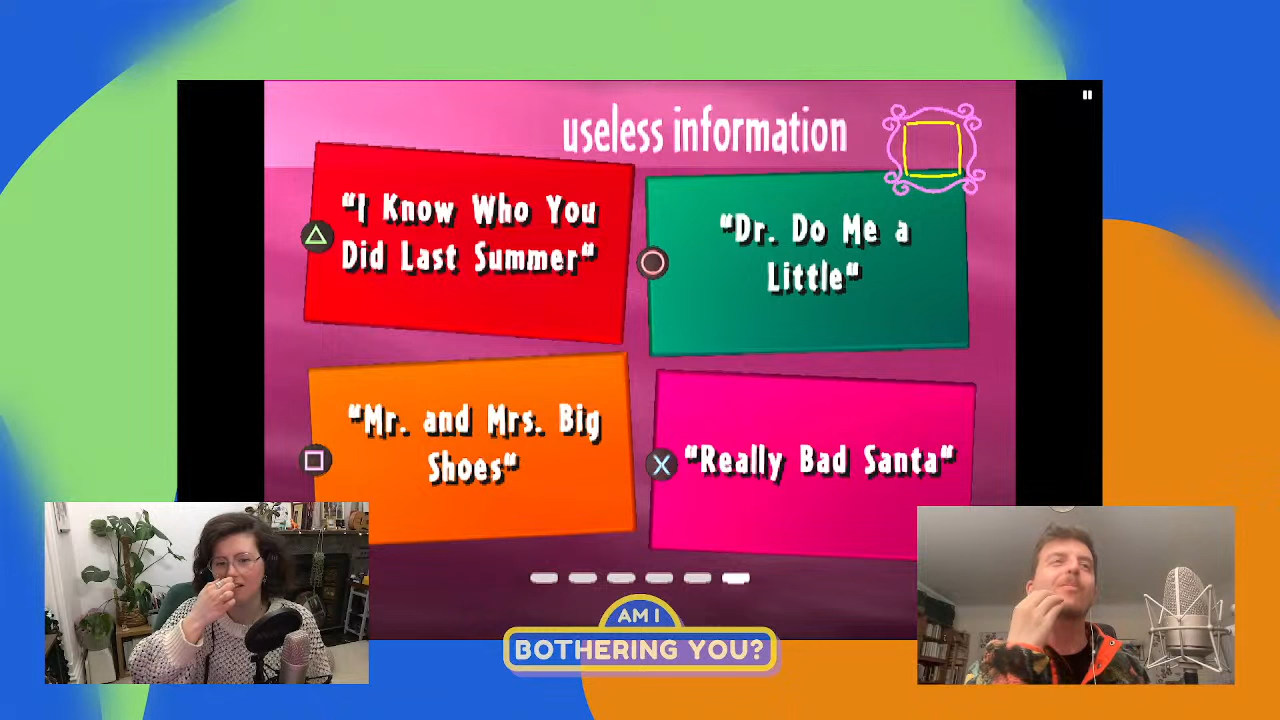 useless information
"I Know Who You
Did Last Summer"
"Dr. Do Me a
Little"
"Mr. and Mrs. Big
Shoes"
"Really Bad Santa"
AM I
BOTHERING YOU?